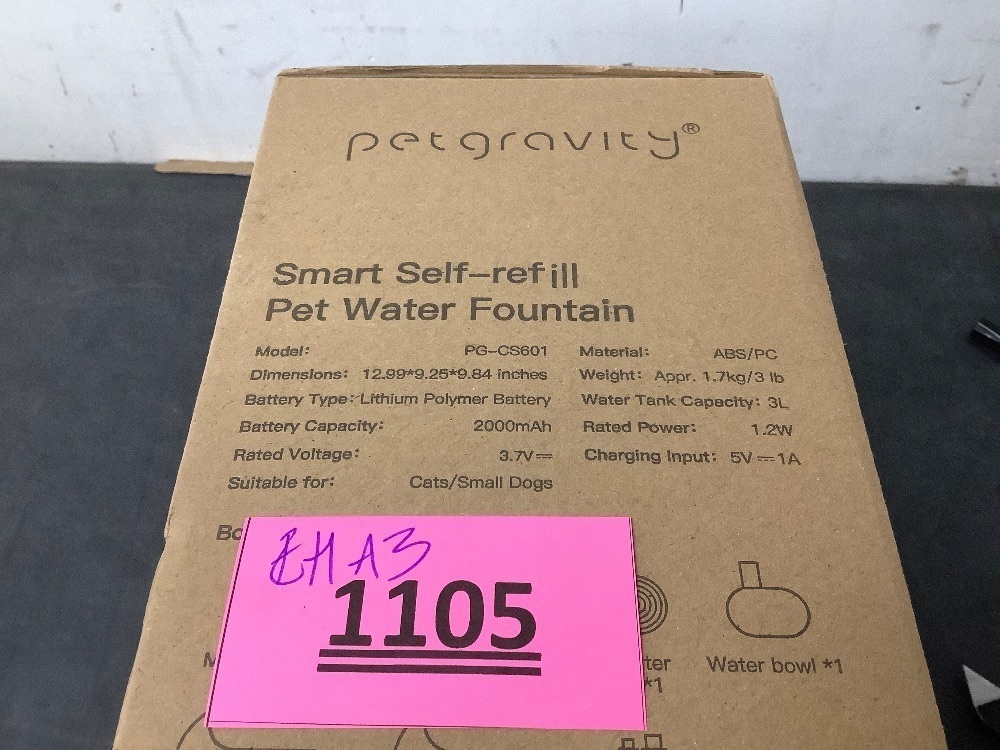 petgravity®
Smart Self-refill
Pet Water Fountain
Model: PG-CS601 Material: ABS/PC
Dimensions: 12.99*9.25*9.84 inches Weight: Appr. 1.7kg/3 lb
Battery Type: Lithium Polymer Battery Water Tank Capacity: 3L
Battery Capacity: 2000mAh Rated Power: 1.2W
Rated Voltage: 3.7V⎓ Charging Input: 5V⎓1A
Suitable for: Cats/Small Dogs
EHA3
1105
Water bowl *1
*1